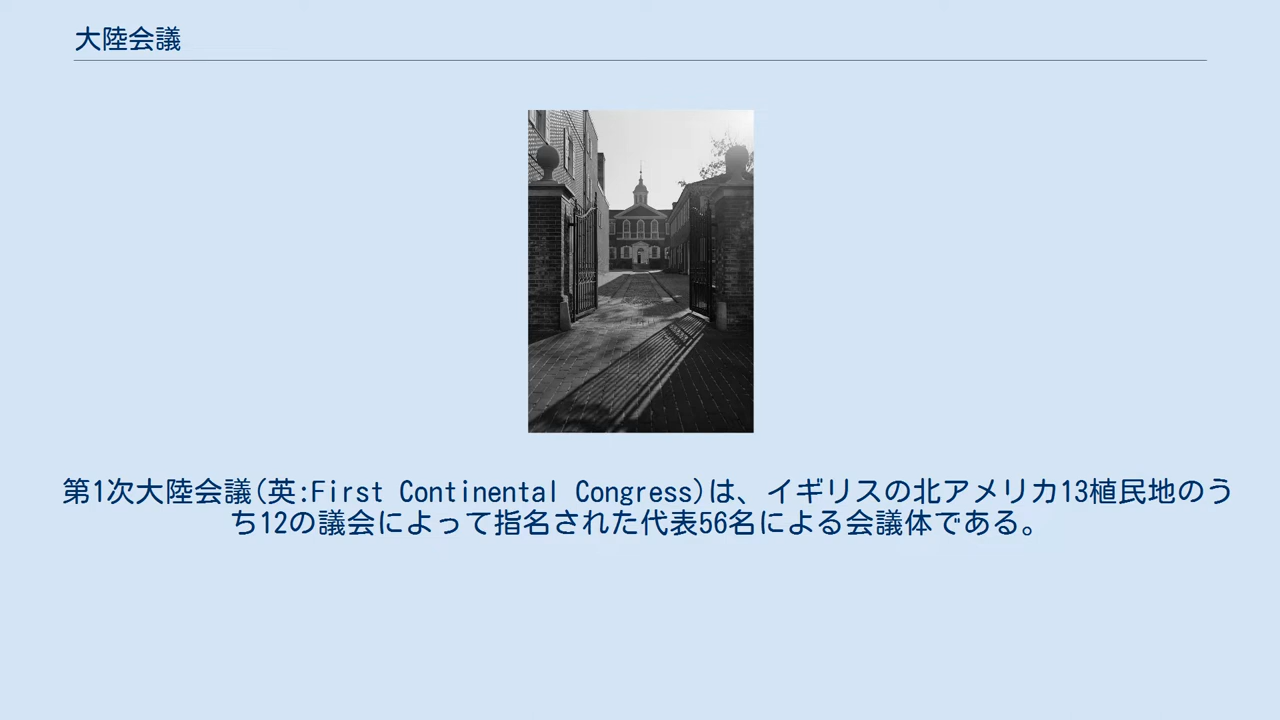 大陸会議
第1次大陸会議(英:First Continental Congress)は、イギリスの北アメリカ13植民地のう
ち12の議会によって指名された代表56名による会議体である。